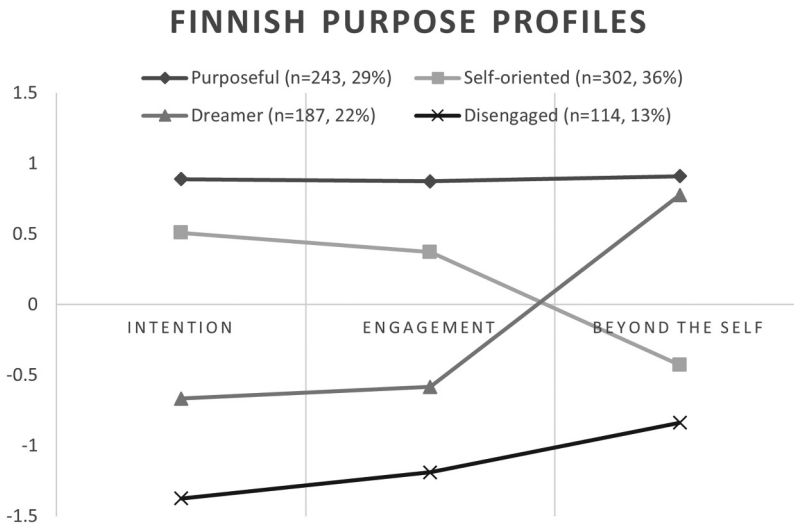 FINNISH PURPOSE PROFILES
Purposeful (n=243, 29%) Self-oriented (n=302, 36%)
1.5
Dreamer (n=187, 22%) Disengaged (n=114, 13%)
1
0.5
0
INTENTION ENGAGEMENT BEYOND THE SELF
-0.5
-1
-1.5